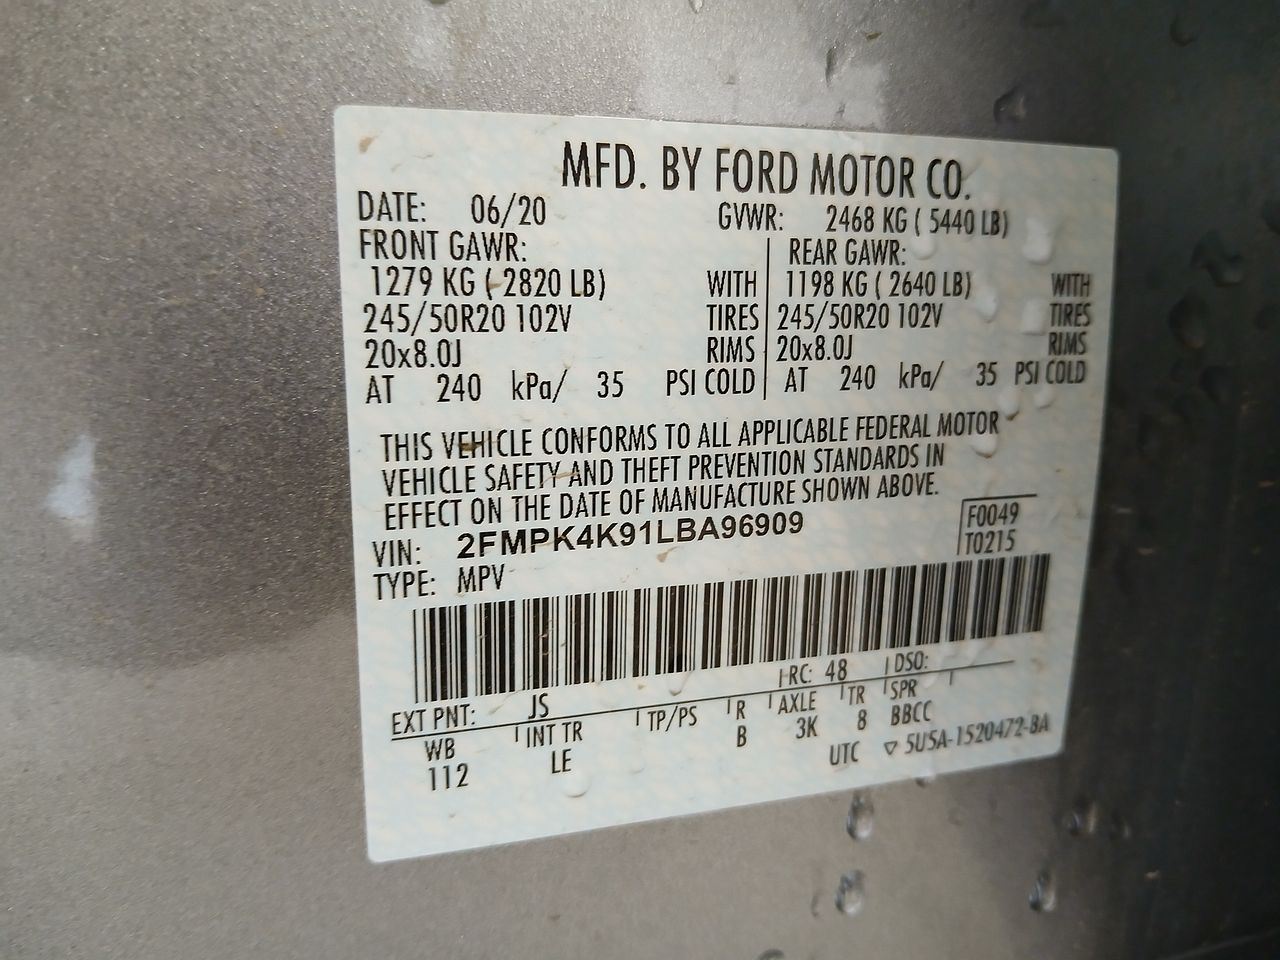 MFD. BY FORD MOTOR CO.
DATE: 06/20 GVWR: 2468 KG ( 5440 LB)
FRONT GAWR: REAR GAWR:
1279 KG ( 2820 LB) WITH 1198 KG ( 2640 LB) WITH
245/50R20 102V TIRES 245/50R20 102V TIRES
20x8.0J RIMS 20x8.0J RIMS
AT 240 kPa/ 35 PSI COLD AT 240 kPa/ 35 PSI COLD
THIS VEHICLE CONFORMS TO ALL APPLICABLE FEDERAL MOTOR
VEHICLE SAFETY AND THEFT PREVENTION STANDARDS IN
EFFECT ON THE DATE OF MANUFACTURE SHOWN ABOVE.
VIN: 2FMPK4K91LBA96909 F0049
TYPE: MPV T0215
EXT PNT: JS RC: 48 DSO:
WB INT TR TP/PS R AXLE TR SPR
112 LE B 3K 8 BBCC
UTC ▽ 5U5A-1520472-BA